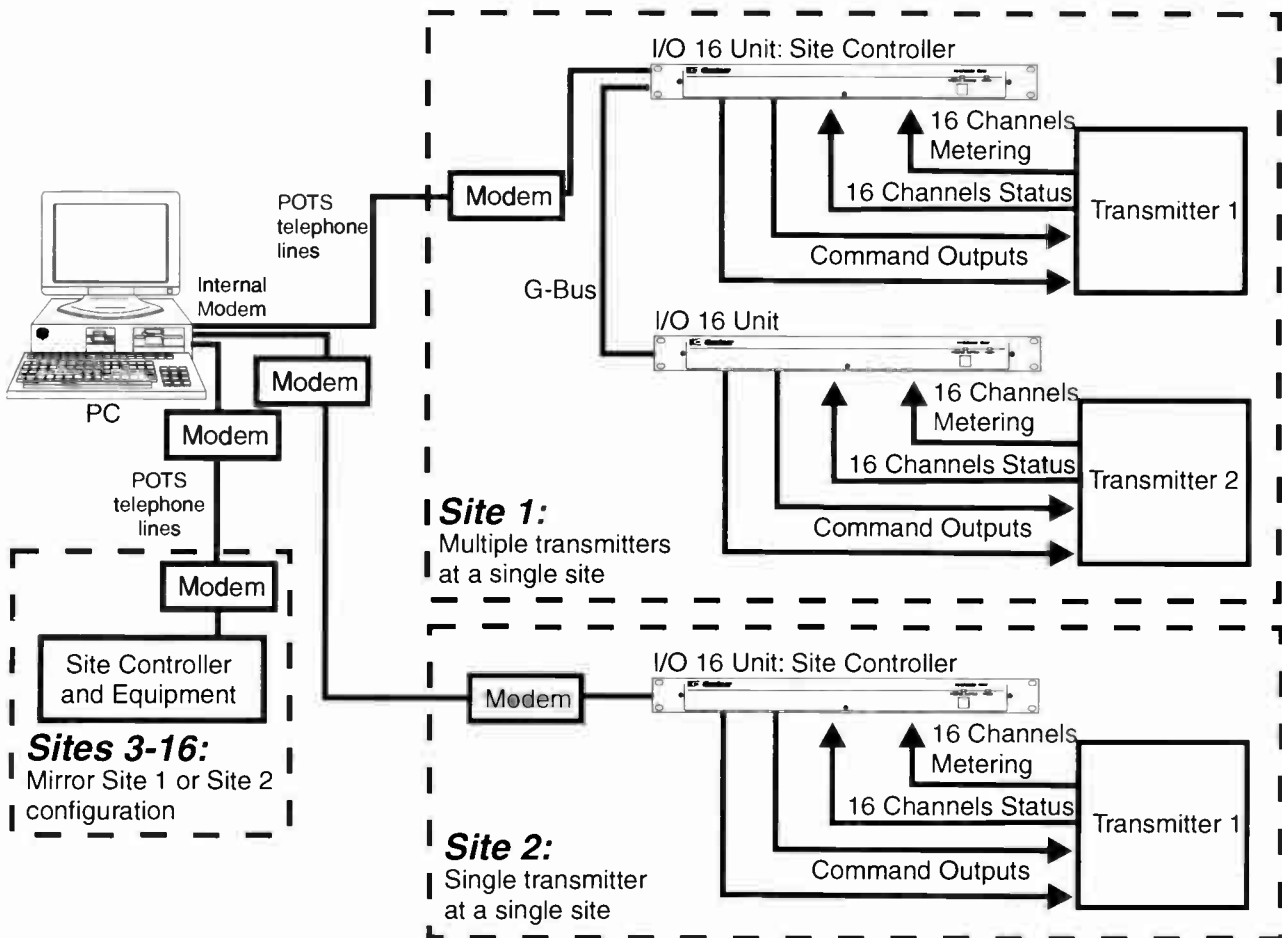 I/O 16 Unit: Site Controller
16 Channels
Metering
Modem
16 Channels Status
Transmitter 1
POTS
telephone
lines
Command Outputs
Internal
Modem
G-Bus
I/O 16 Unit
Modem
PC
16 Channels
Metering
Modem
16 Channels Status
Transmitter 2
POTS
telephone
lines
Site 1:
Command Outputs
Multiple transmitters
at a single site
Modem
Site Controller
and Equipment
I/O 16 Unit: Site Controller
Modem
Sites 3-16:
Mirror Site 1 or Site 2
configuration
16 Channels
Metering
16 Channels Status
Transmitter 1
Site 2:
Command Outputs
Single transmitter
at a single site